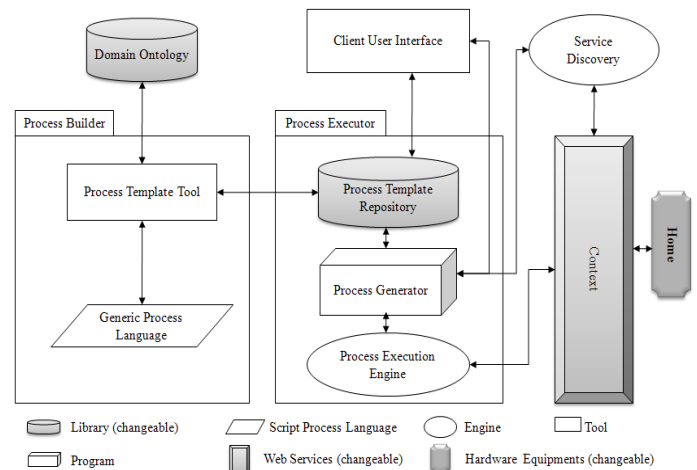 Domain Ontology
Client User Interface
Service
Discovery
Process Builder
Process Executor
Process Template Tool
Process Template
Repository
Home
Context
Process Generator
Generic Process
Language
Process Execution
Engine
Library (changeable)
Script Process Language
Engine
Tool
Program
Web Services (changeable)
Hardware Equipments (changeable)